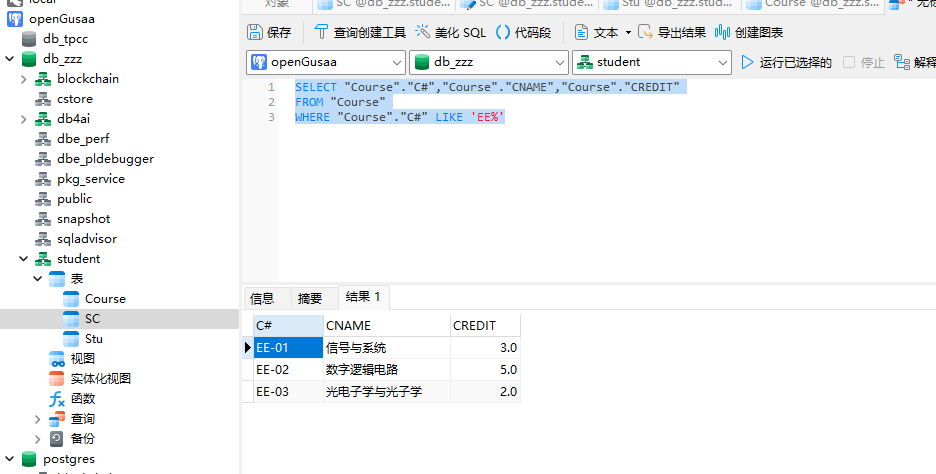 local
openGusaa
db_tpcc
db_zzz
blockchain
cstore
db4ai
dbe_perf
dbe_pldebugger
pkg_service
public
snapshot
sqladvisor
student
表
Course
SC
Stu
视图
实体化视图
函数
查询
备份
postgres
对象
SC @db_zzz.stude...
SC @db_zzz.stude...
Stu @db_zzz.stud...
Course @db_zzz.s...
保存
查询创建工具
美化 SQL
代码段
文本
导出结果
创建图表
openGusaa
db_zzz
student
运行已选择的
停止
解释
1 SELECT "Course"."C#","Course"."CNAME","Course"."CREDIT"
2 FROM "Course"
3 WHERE "Course"."C#" LIKE 'EE%'
信息 摘要 结果 1
C# CNAME CREDIT
EE-01 信号与系统 3.0
EE-02 数字逻辑电路 5.0
EE-03 光电子学与光子学 2.0